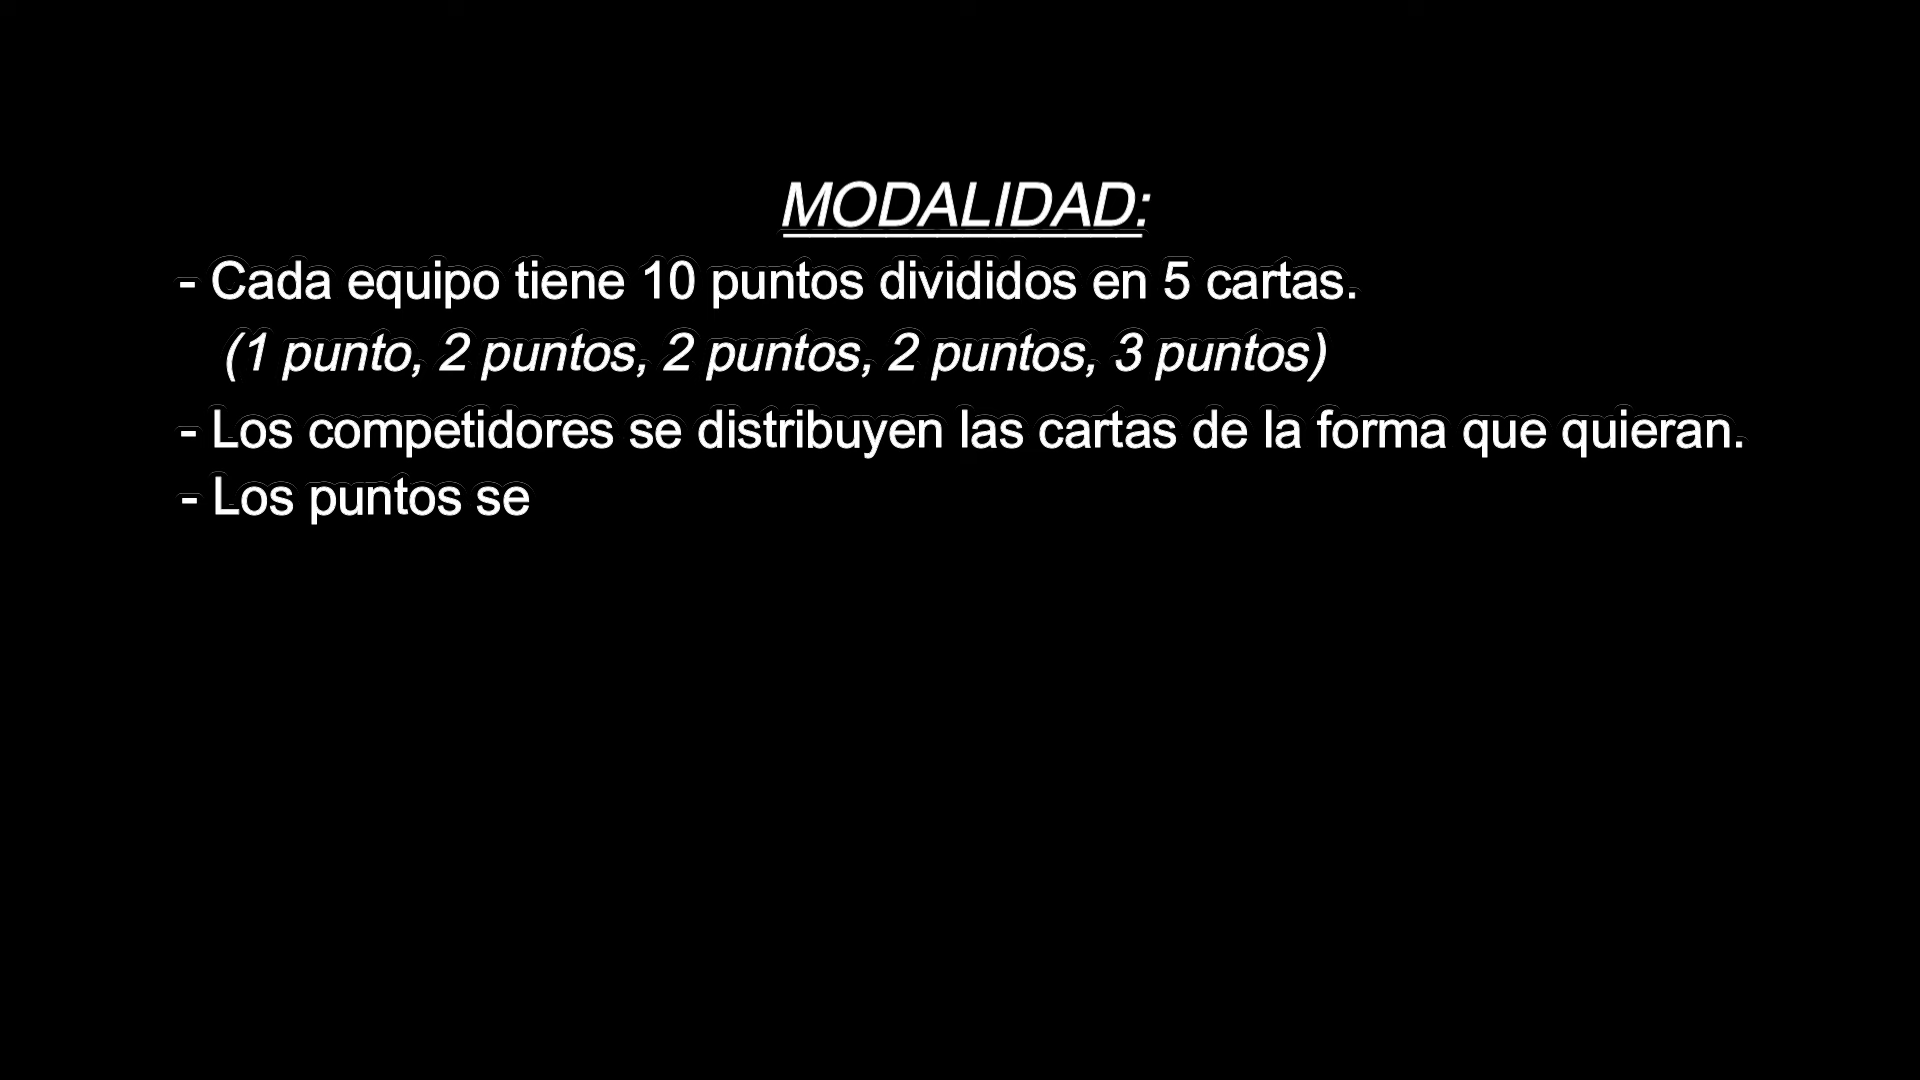 MODALIDAD:
- Cada equipo tiene 10 puntos divididos en 5 cartas.
(1 punto, 2 puntos, 2 puntos, 2 puntos, 3 puntos)
- Los competidores se distribuyen las cartas de la forma que quieran.
- Los puntos se